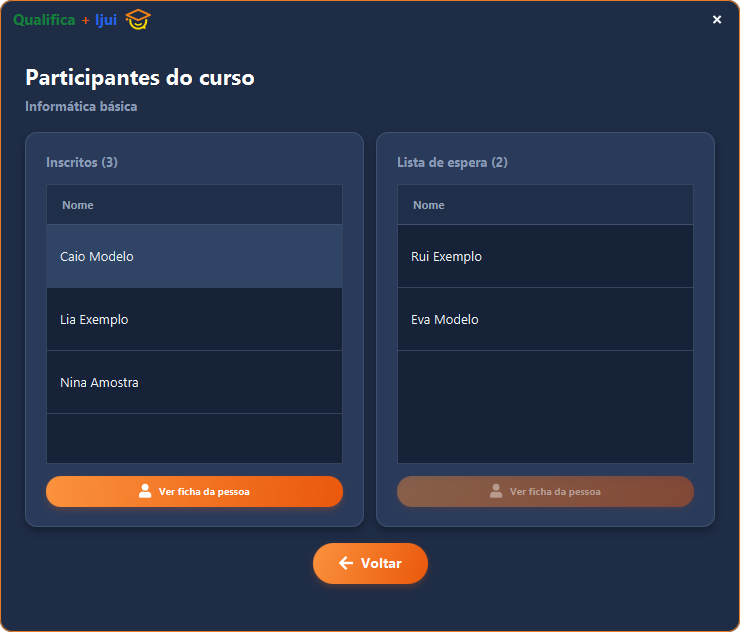 Qualifica + Ijui
Participantes do curso
Informática básica
Inscritos (3)
Nome
Caio Modelo
Lia Exemplo
Nina Amostra
Ver ficha da pessoa
Lista de espera (2)
Nome
Rui Exemplo
Eva Modelo
Ver ficha da pessoa
Voltar